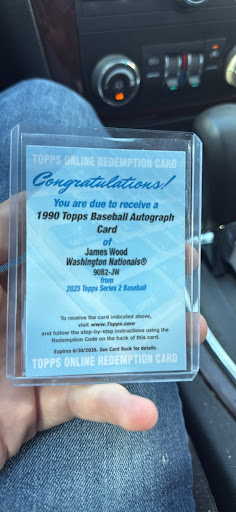 TOPPS ONLINE REDEMPTION CARD
Congratulations!
You are due to receive a
1990 Topps Baseball Autograph
Card
of
James Wood
Washington Nationals®
90B2-JW
from
2025 Topps Series 2 Baseball
To receive the card indicated above,
visit www.Topps.com
and follow the step-by-step instructions using the
Redemption Code on the back of this card.
Expires 6/30/2035. See Card Back for details.
TOPPS ONLINE REDEMPTION CARD